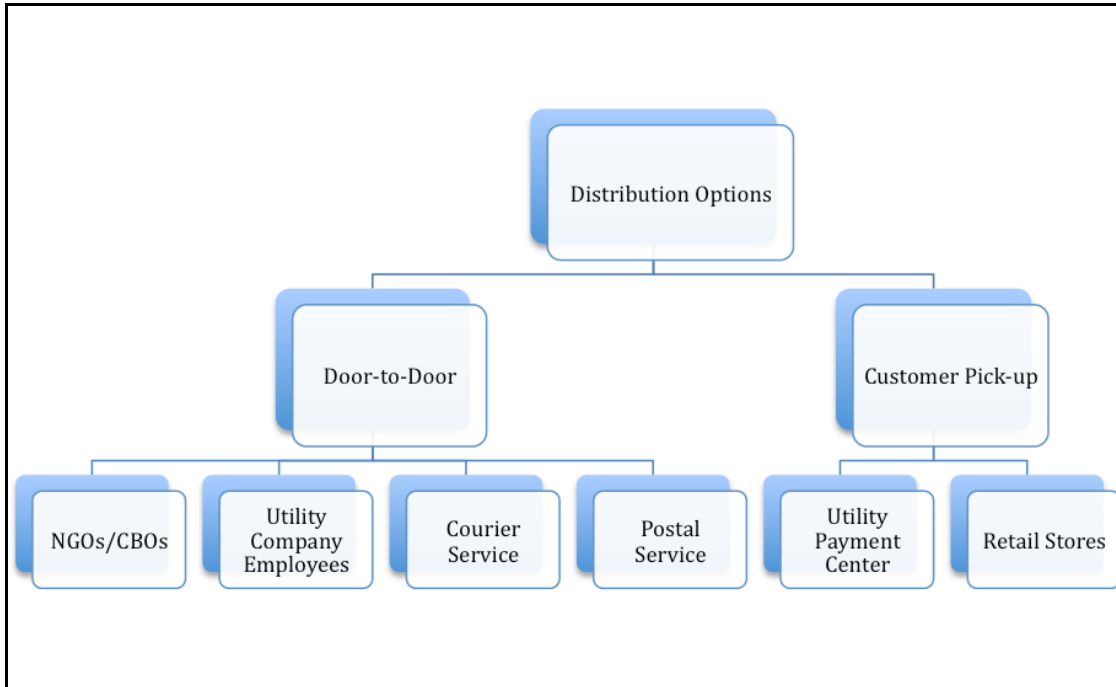 Distribution Options
Door-to-Door
Customer Pick-up
NGOs/CBOs
Utility
Company
Employees
Courier
Service
Postal
Service
Utility
Payment
Center
Retail Stores